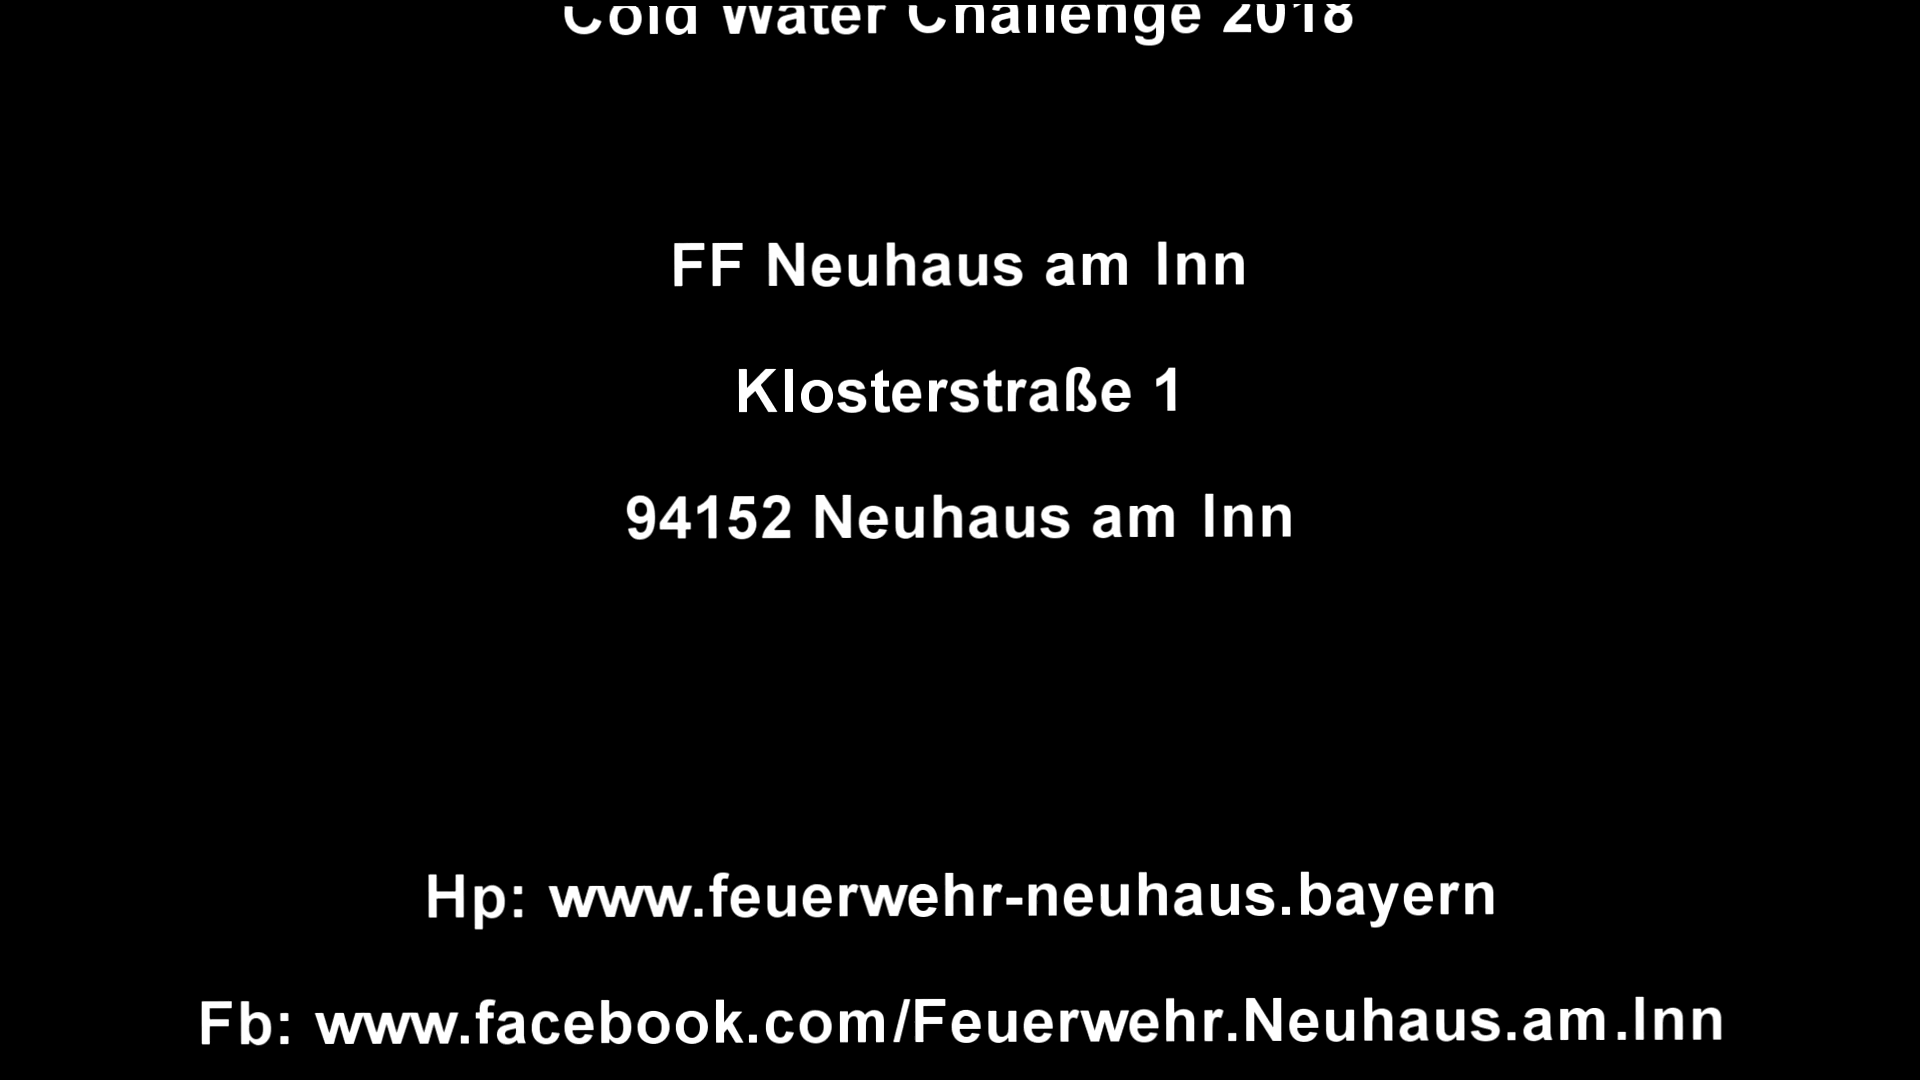 Cold Water Challenge 2018
FF Neuhaus am Inn
Klosterstraße 1
94152 Neuhaus am Inn
Hp: www.feuerwehr-neuhaus.bayern
Fb: www.facebook.com/Feuerwehr.Neuhaus.am.Inn